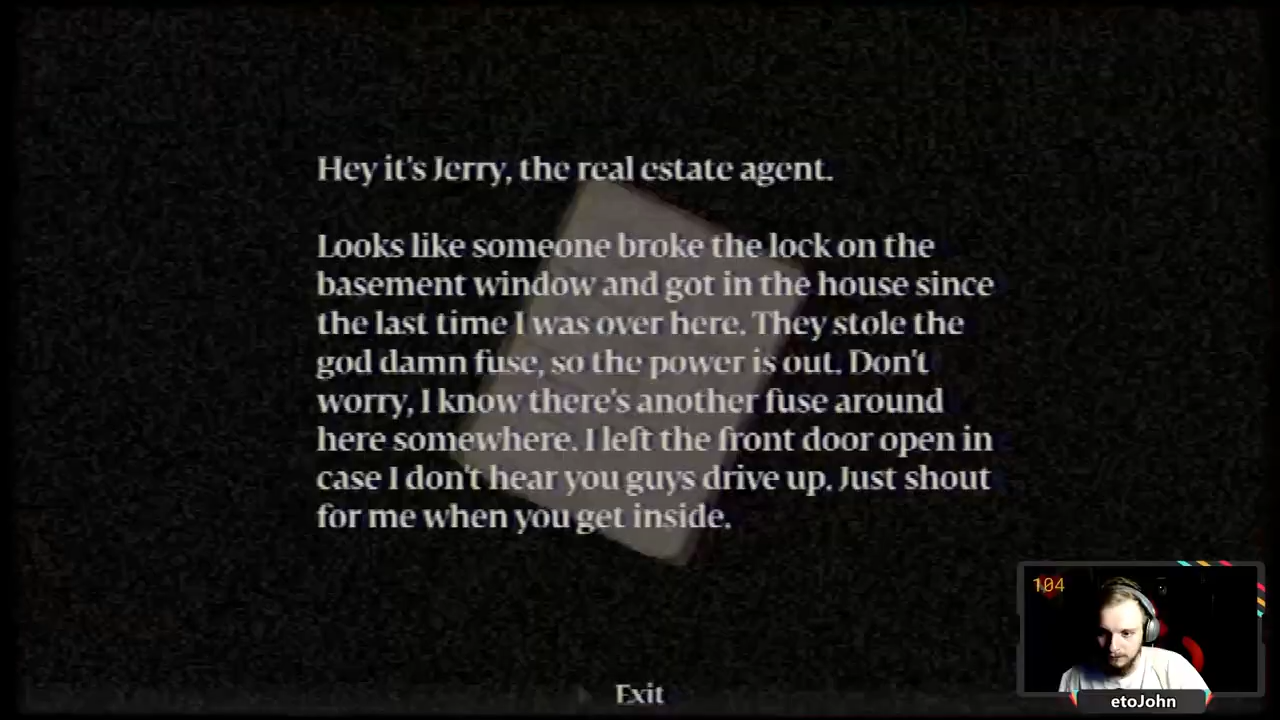 Hey it's Jerry, the real estate agent.
Looks like someone broke the lock on the
basement window and got in the house since
the last time I was over here. They stole the
god damn fuse, so the power is out. Don't
worry, I know there's another fuse around
here somewhere. I left the front door open in
case I don't hear you guys drive up. Just shout
for me when you get inside.
104
etoJohn
Exit